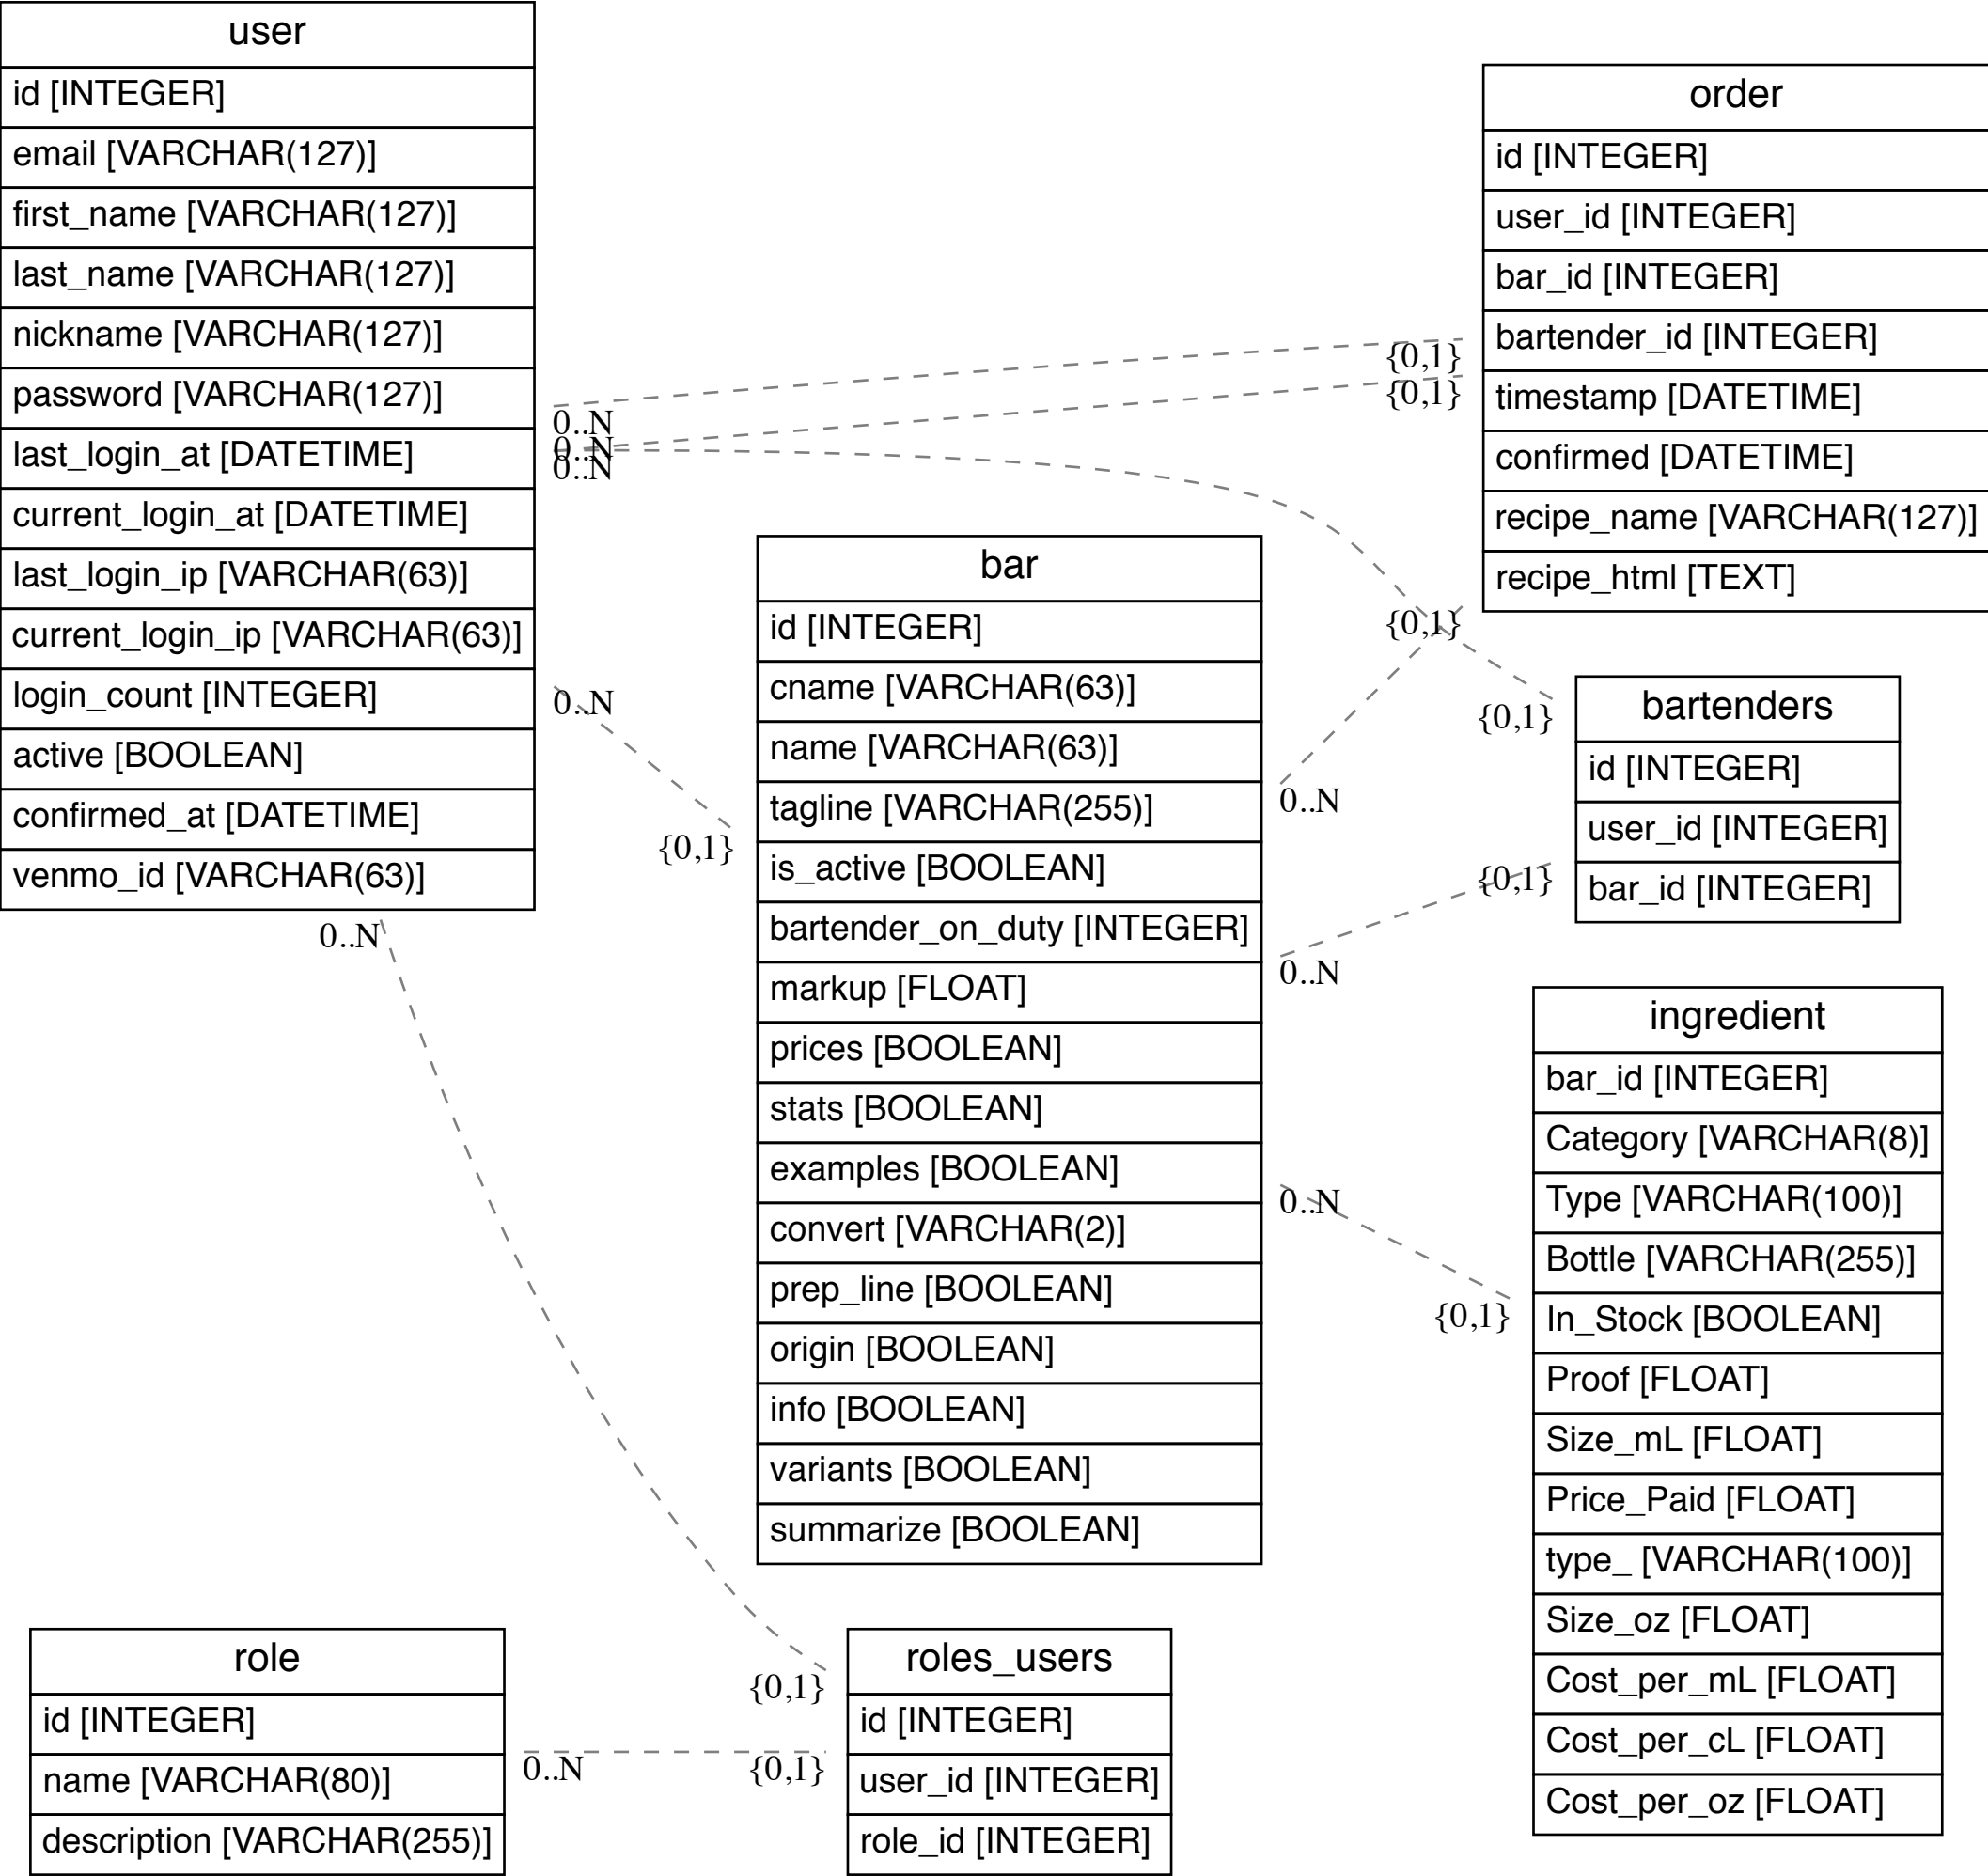 user
id [INTEGER]
email [VARCHAR(127)]
first_name [VARCHAR(127)]
last_name [VARCHAR(127)]
nickname [VARCHAR(127)]
password [VARCHAR(127)]
last_login_at [DATETIME]
current_login_at [DATETIME]
last_login_ip [VARCHAR(63)]
current_login_ip [VARCHAR(63)]
login_count [INTEGER]
active [BOOLEAN]
confirmed_at [DATETIME]
venmo_id [VARCHAR(63)]
order
id [INTEGER]
user_id [INTEGER]
bar_id [INTEGER]
bartender_id [INTEGER]
timestamp [DATETIME]
confirmed [DATETIME]
recipe_name [VARCHAR(127)]
recipe_html [TEXT]
{0,1}
{0,1}
0..N
0..N
0..N
{0,1}
0..N
{0,1}
{0,1}
0..N
bar
id [INTEGER]
cname [VARCHAR(63)]
name [VARCHAR(63)]
tagline [VARCHAR(255)]
is_active [BOOLEAN]
bartender_on_duty [INTEGER]
markup [FLOAT]
prices [BOOLEAN]
stats [BOOLEAN]
examples [BOOLEAN]
convert [VARCHAR(2)]
prep_line [BOOLEAN]
origin [BOOLEAN]
info [BOOLEAN]
variants [BOOLEAN]
summarize [BOOLEAN]
bartenders
id [INTEGER]
user_id [INTEGER]
bar_id [INTEGER]
{0,1}
0..N
0..N
0..N
{0,1}
ingredient
bar_id [INTEGER]
Category [VARCHAR(8)]
Type [VARCHAR(100)]
Bottle [VARCHAR(255)]
In_Stock [BOOLEAN]
Proof [FLOAT]
Size_mL [FLOAT]
Price_Paid [FLOAT]
type_ [VARCHAR(100)]
Size_oz [FLOAT]
Cost_per_mL [FLOAT]
Cost_per_cL [FLOAT]
Cost_per_oz [FLOAT]
role
id [INTEGER]
name [VARCHAR(80)]
description [VARCHAR(255)]
{0,1}
0..N
{0,1}
roles_users
id [INTEGER]
user_id [INTEGER]
role_id [INTEGER]